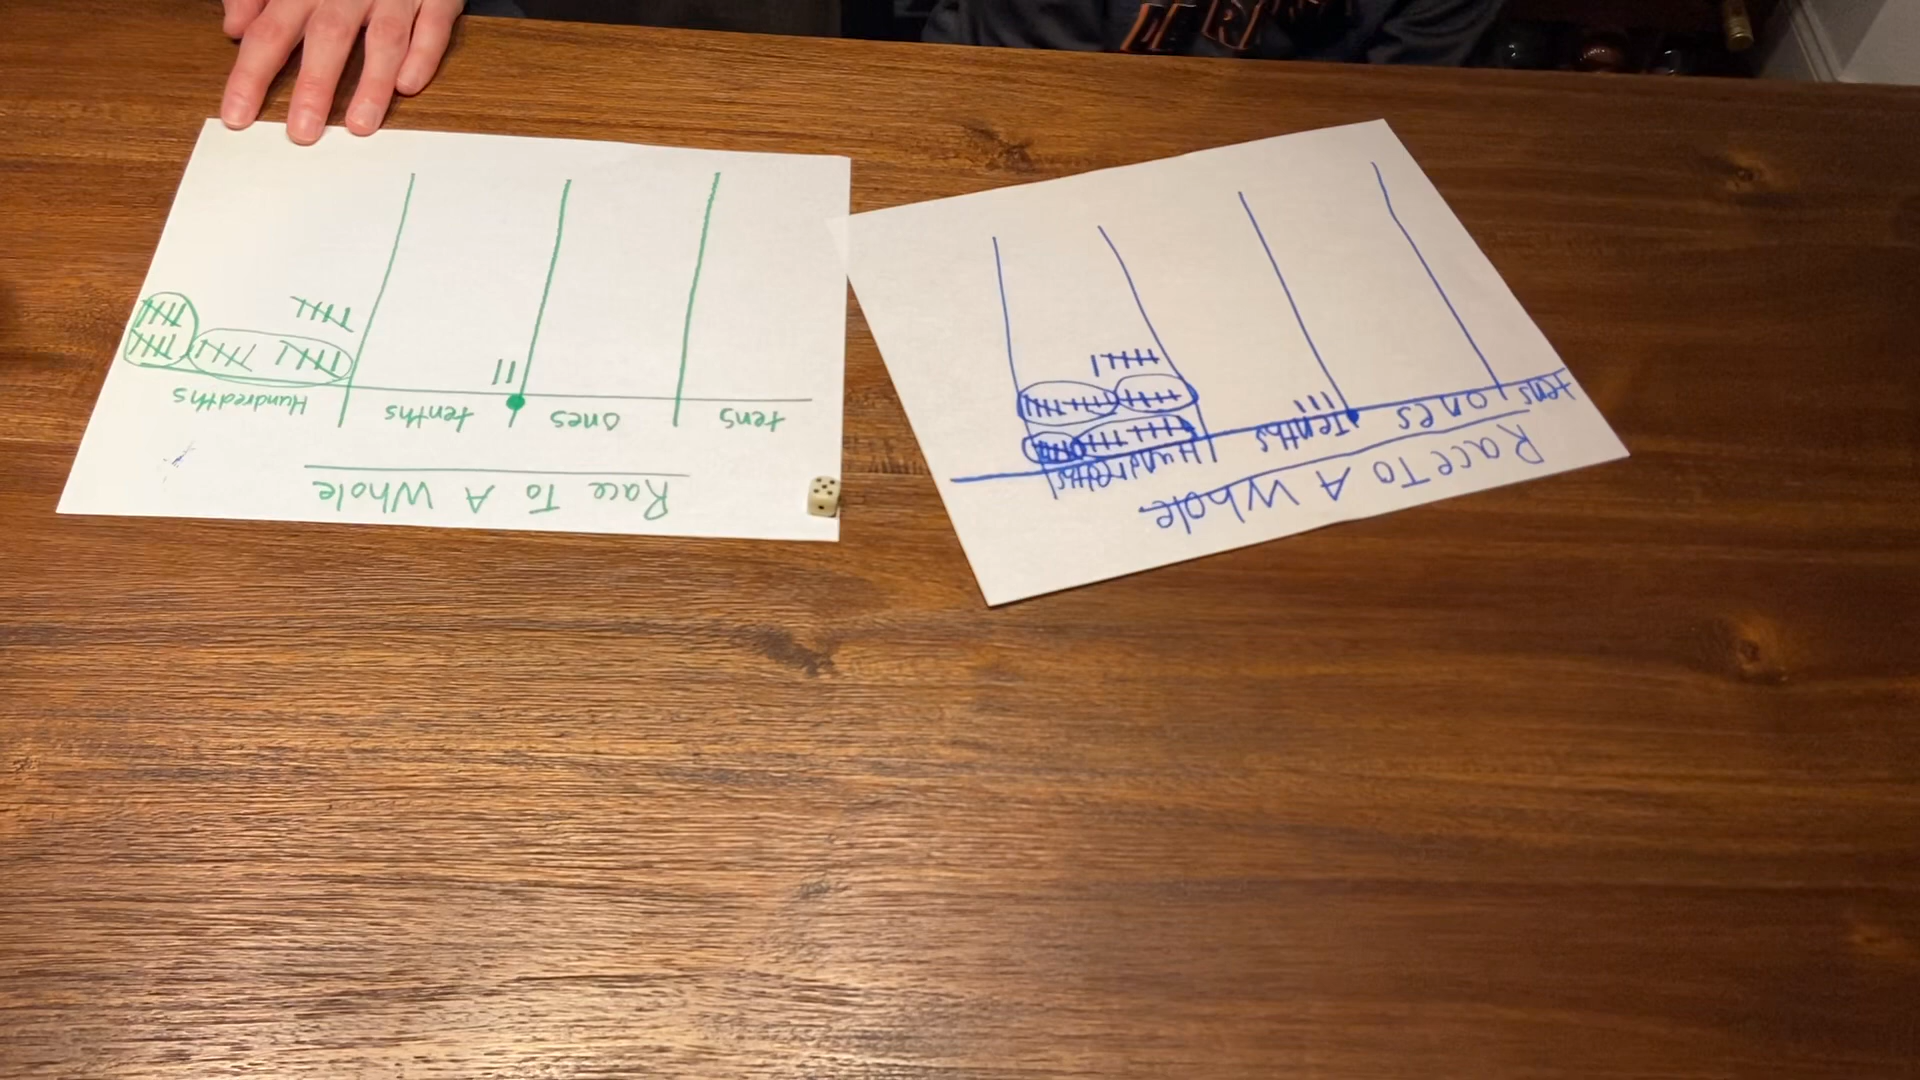 Race To A Whole
tens ones tenths Hundredths
Race To A Whole
tens ones Tenths Hundredths